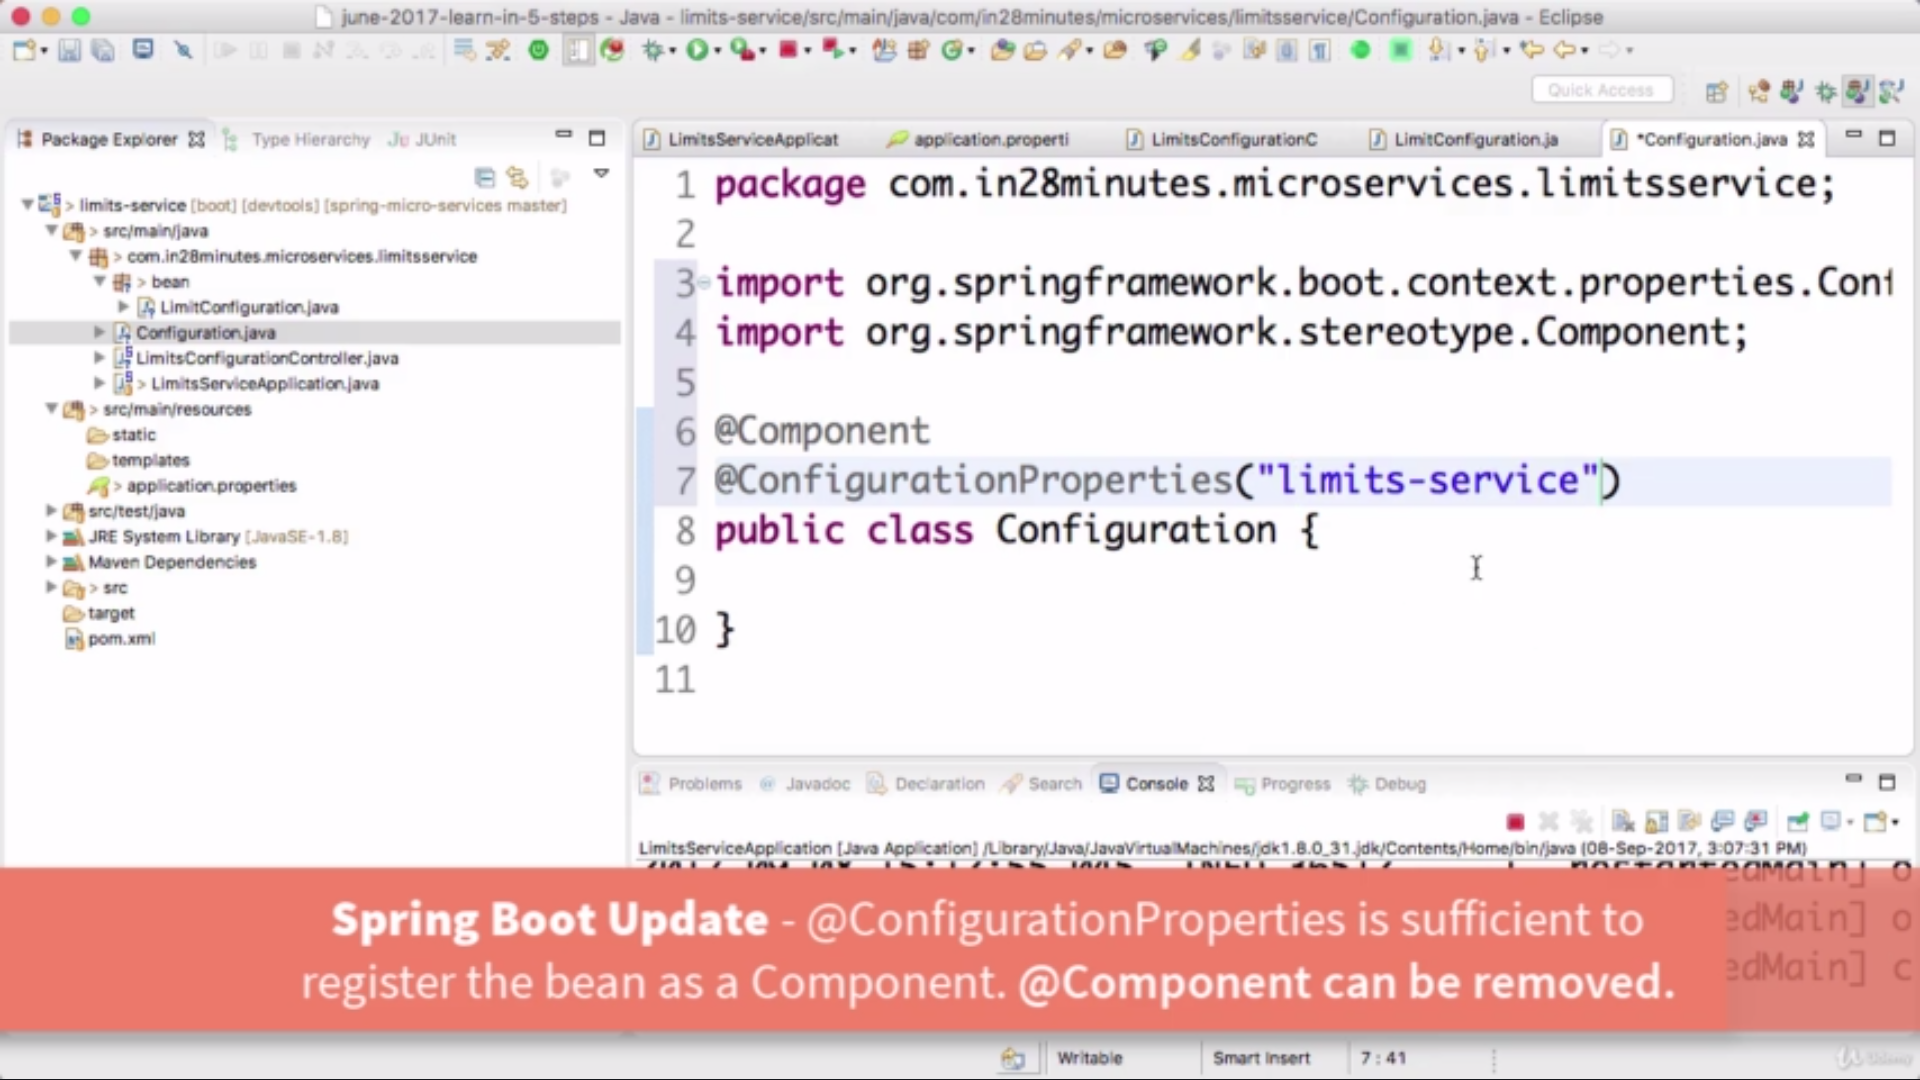 june-2017-learn-in-5-steps - Java - limits-service/src/main/java/com/in28minutes/microservices/limitsservice/Configuration.java - Eclipse
Quick Access
Package Explorer
Type Hierarchy
JUnit
> limits-service [boot] [devtools] [spring-micro-services master]
> src/main/java
> com.in28minutes.microservices.limitsservice
> bean
LimitConfiguration.java
Configuration.java
LimitsConfigurationController.java
> LimitsServiceApplication.java
> src/main/resources
static
templates
> application.properties
src/test/java
JRE System Library [JavaSE-1.8]
Maven Dependencies
> src
target
pom.xml
LimitsServiceApplicat
application.properti
LimitsConfigurationC
LimitConfiguration.ja
*Configuration.java
1 package com.in28minutes.microservices.limitsservice;
2
3 import org.springframework.boot.context.properties.Conf
4 import org.springframework.stereotype.Component;
5
6 @Component
7 @ConfigurationProperties("limits-service")
8 public class Configuration {
9
10 }
11
Problems
Javadoc
Declaration
Search
Console
Progress
Debug
LimitsServiceApplication [Java Application] /Library/Java/JavaVirtualMachines/jdk1.8.0_31.jdk/Contents/Home/bin/java (08-Sep-2017, 3:07:31 PM)
restartedMain] o
edMain] o
edMain] c
Spring Boot Update - @ConfigurationProperties is sufficient to
register the bean as a Component. @Component can be removed.
Writable
Smart Insert
7 : 41
Udemy